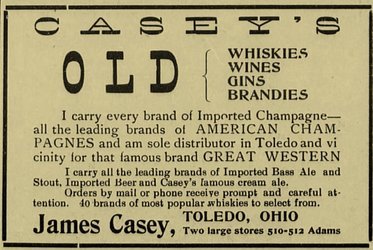 CASEY'S
OLD
WHISKIES
WINES
GINS
BRANDIES
I carry every brand of Imported Champagne—
all the leading brands of AMERICAN CHAM-
PAGNES and am sole distributor in Toledo and vi
cinity for that famous brand GREAT WESTERN
I carry all the leading brands of Imported Bass Ale and
Stout, Imported Beer and Casey's famous cream ale.
Orders by mail or phone receive prompt and careful at-
tention. 40 brands of most popular whiskies to select from.
James Casey,
TOLEDO, OHIO
Two large stores 510-512 Adams